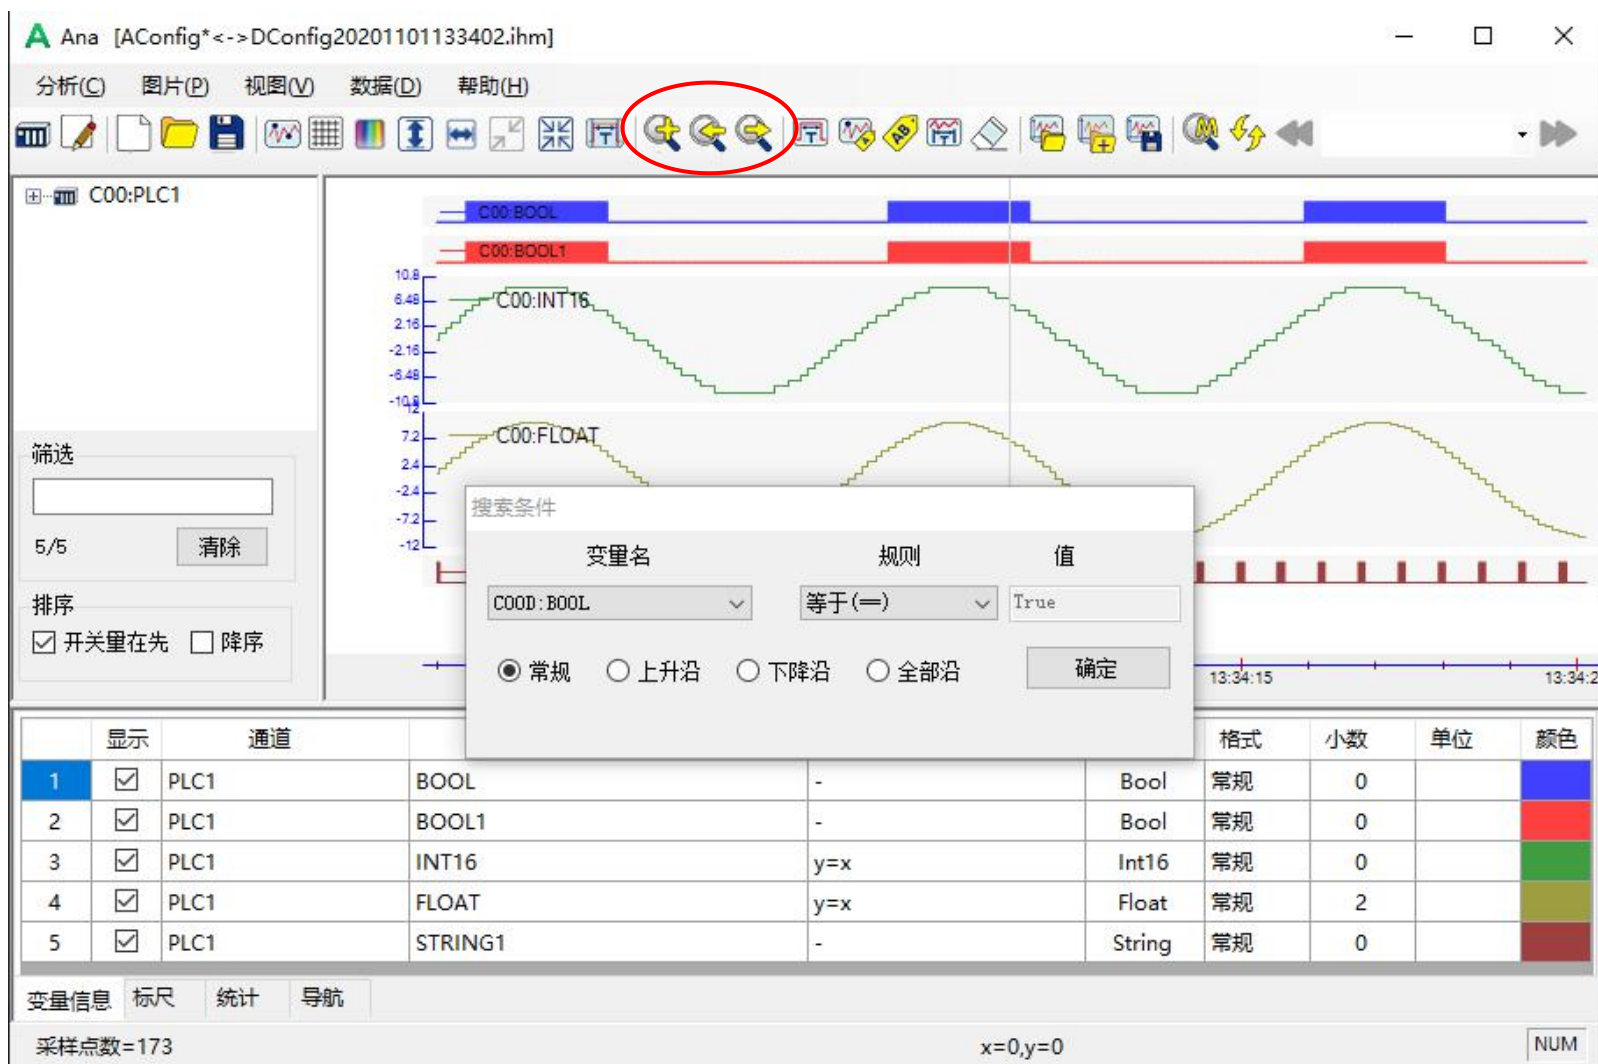 Ana [AConfig*<->DConfig20201101133402.ihm]
分析(C) 图片(P) 视图(V) 数据(D) 帮助(H)
C00:PLC1
筛选
5/5 清除
排序
开关量在先 降序
C00:BOOL
C00:BOOL1
10.8
6.48
2.16
-2.16
-6.48
-10.8
C00:INT16
12
7.2
2.4
-2.4
-7.2
-12
C00:FLOAT
搜索条件
变量名 规则 值
C00D:BOOL 等于(==) True
常规 上升沿 下降沿 全部沿 确定
13:34:15 13:34:2
显示 通道 格式 小数 单位 颜色
1 PLC1 BOOL - Bool 常规 0
2 PLC1 BOOL1 - Bool 常规 0
3 PLC1 INT16 y=x Int16 常规 0
4 PLC1 FLOAT y=x Float 常规 2
5 PLC1 STRING1 - String 常规 0
变量信息 标尺 统计 导航
采样点数=173 x=0,y=0 NUM